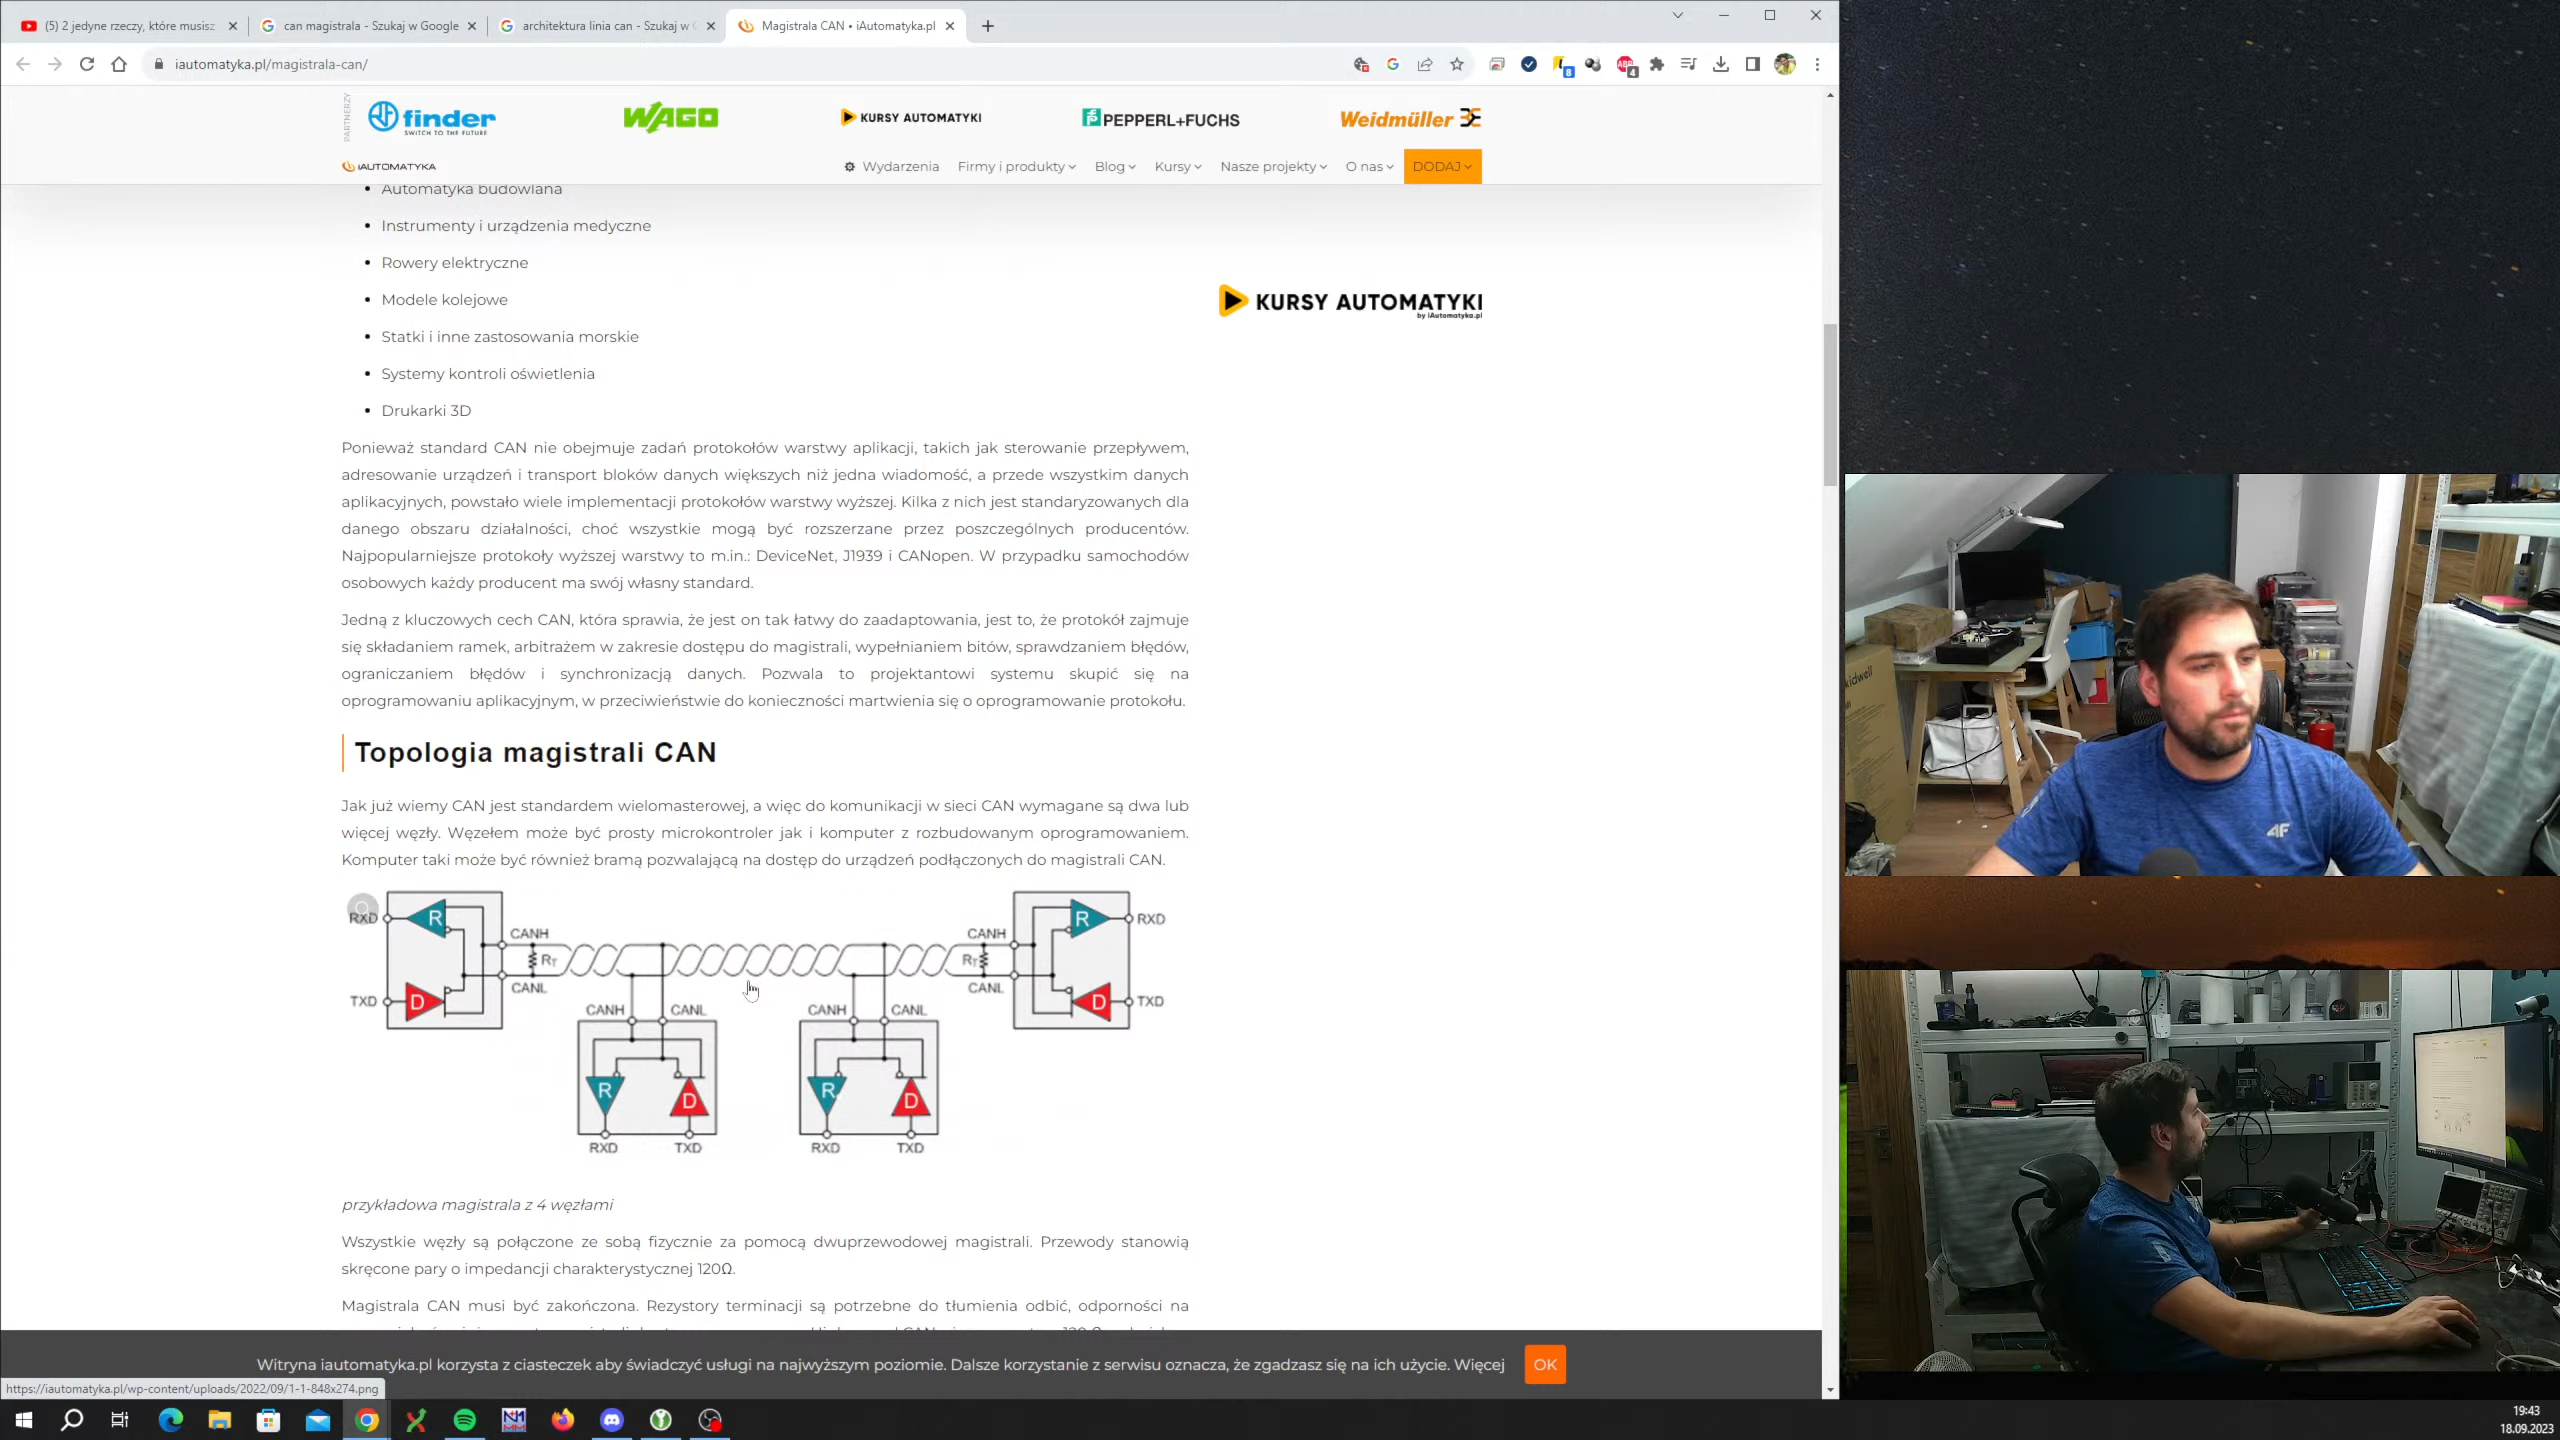 (5) 2 jedyne rzeczy, które musisz
can magistrala - Szukaj w Google
architektura linia can - Szukaj w G
Magistrala CAN • iAutomatyka.pl
iautomatyka.pl/magistrala-can/
8
ABP
4
PARTNERZY
finder
SWITCH TO THE FUTURE
WAGO
KURSY AUTOMATYKI
PEPPERL+FUCHS
Weidmüller
iAUTOMATYKA
Wydarzenia
Firmy i produkty
Blog
Kursy
Nasze projekty
O nas
DODAJ
Automatyka budowlana
Instrumenty i urządzenia medyczne
Rowery elektryczne
Modele kolejowe
Statki i inne zastosowania morskie
Systemy kontroli oświetlenia
Drukarki 3D
KURSY AUTOMATYKI
by iAutomatyka.pl
Ponieważ standard CAN nie obejmuje zadań protokołów warstwy aplikacji, takich jak sterowanie przepływem,
adresowanie urządzeń i transport bloków danych większych niż jedna wiadomość, a przede wszystkim danych
aplikacyjnych, powstało wiele implementacji protokołów warstwy wyższej. Kilka z nich jest standaryzowanych dla
danego obszaru działalności, choć wszystkie mogą być rozszerzane przez poszczególnych producentów.
Najpopularniejsze protokoły wyższej warstwy to m.in.: DeviceNet, J1939 i CANopen. W przypadku samochodów
osobowych każdy producent ma swój własny standard.
Jedną z kluczowych cech CAN, która sprawia, że jest on tak łatwy do zaadaptowania, jest to, że protokół zajmuje
się składaniem ramek, arbitrażem w zakresie dostępu do magistrali, wypełnianiem bitów, sprawdzaniem błędów,
ograniczaniem błędów i synchronizacją danych. Pozwala to projektantowi systemu skupić się na
oprogramowaniu aplikacyjnym, w przeciwieństwie do konieczności martwienia się o oprogramowanie protokołu.
Topologia magistrali CAN
Jak już wiemy CAN jest standardem wielomasterowej, a więc do komunikacji w sieci CAN wymagane są dwa lub
więcej węzły. Węzełem może być prosty microkontroler jak i komputer z rozbudowanym oprogramowaniem.
Komputer taki może być również bramą pozwalającą na dostęp do urządzeń podłączonych do magistrali CAN.
RXD R CANH CANH R RXD
RT RT
TXD D CANL CANL D TXD
CANH CANL CANH CANL
R D R D
RXD TXD RXD TXD
przykładowa magistrala z 4 węzłami
Wszystkie węzły są połączone ze sobą fizycznie za pomocą dwuprzewodowej magistrali. Przewody stanowią
skręcone pary o impedancji charakterystycznej 120Ω.
Magistrala CAN musi być zakończona. Rezystory terminacji są potrzebne do tłumienia odbić, odporności na
Witryna iautomatyka.pl korzysta z ciasteczek aby świadczyć usługi na najwyższym poziomie. Dalsze korzystanie z serwisu oznacza, że zgadzasz się na ich użycie. Więcej
OK
https://iautomatyka.pl/wp-content/uploads/2022/09/1-1-848x274.png
kidwell
4F
19:43
18.09.2023